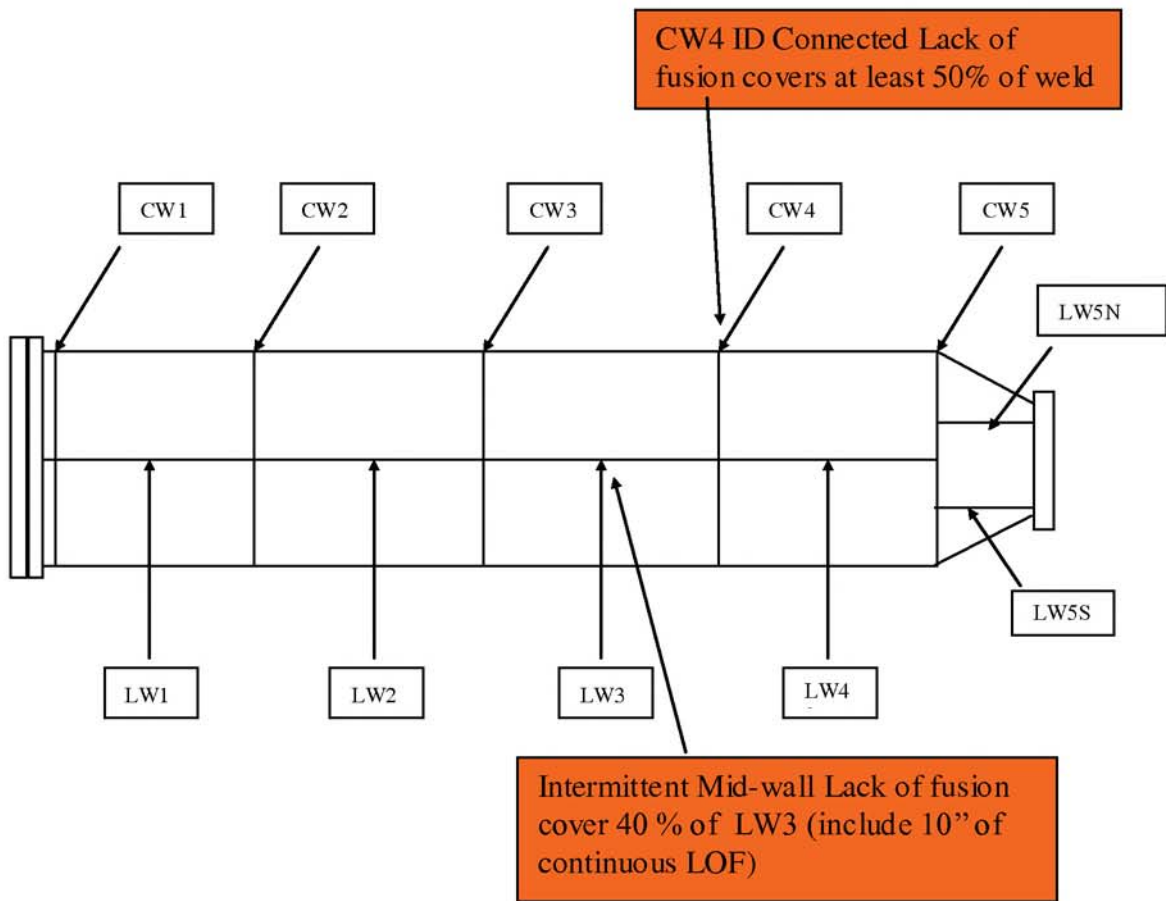 CW4 ID Connected Lack of
fusion covers at least 50% of weld
CW1
CW2
CW3
CW4
CW5
LW5N
LW5S
LW1
LW2
LW3
LW4
Intermittent Mid-wall Lack of fusion
cover 40 % of LW3 (include 10” of
continuous LOF)